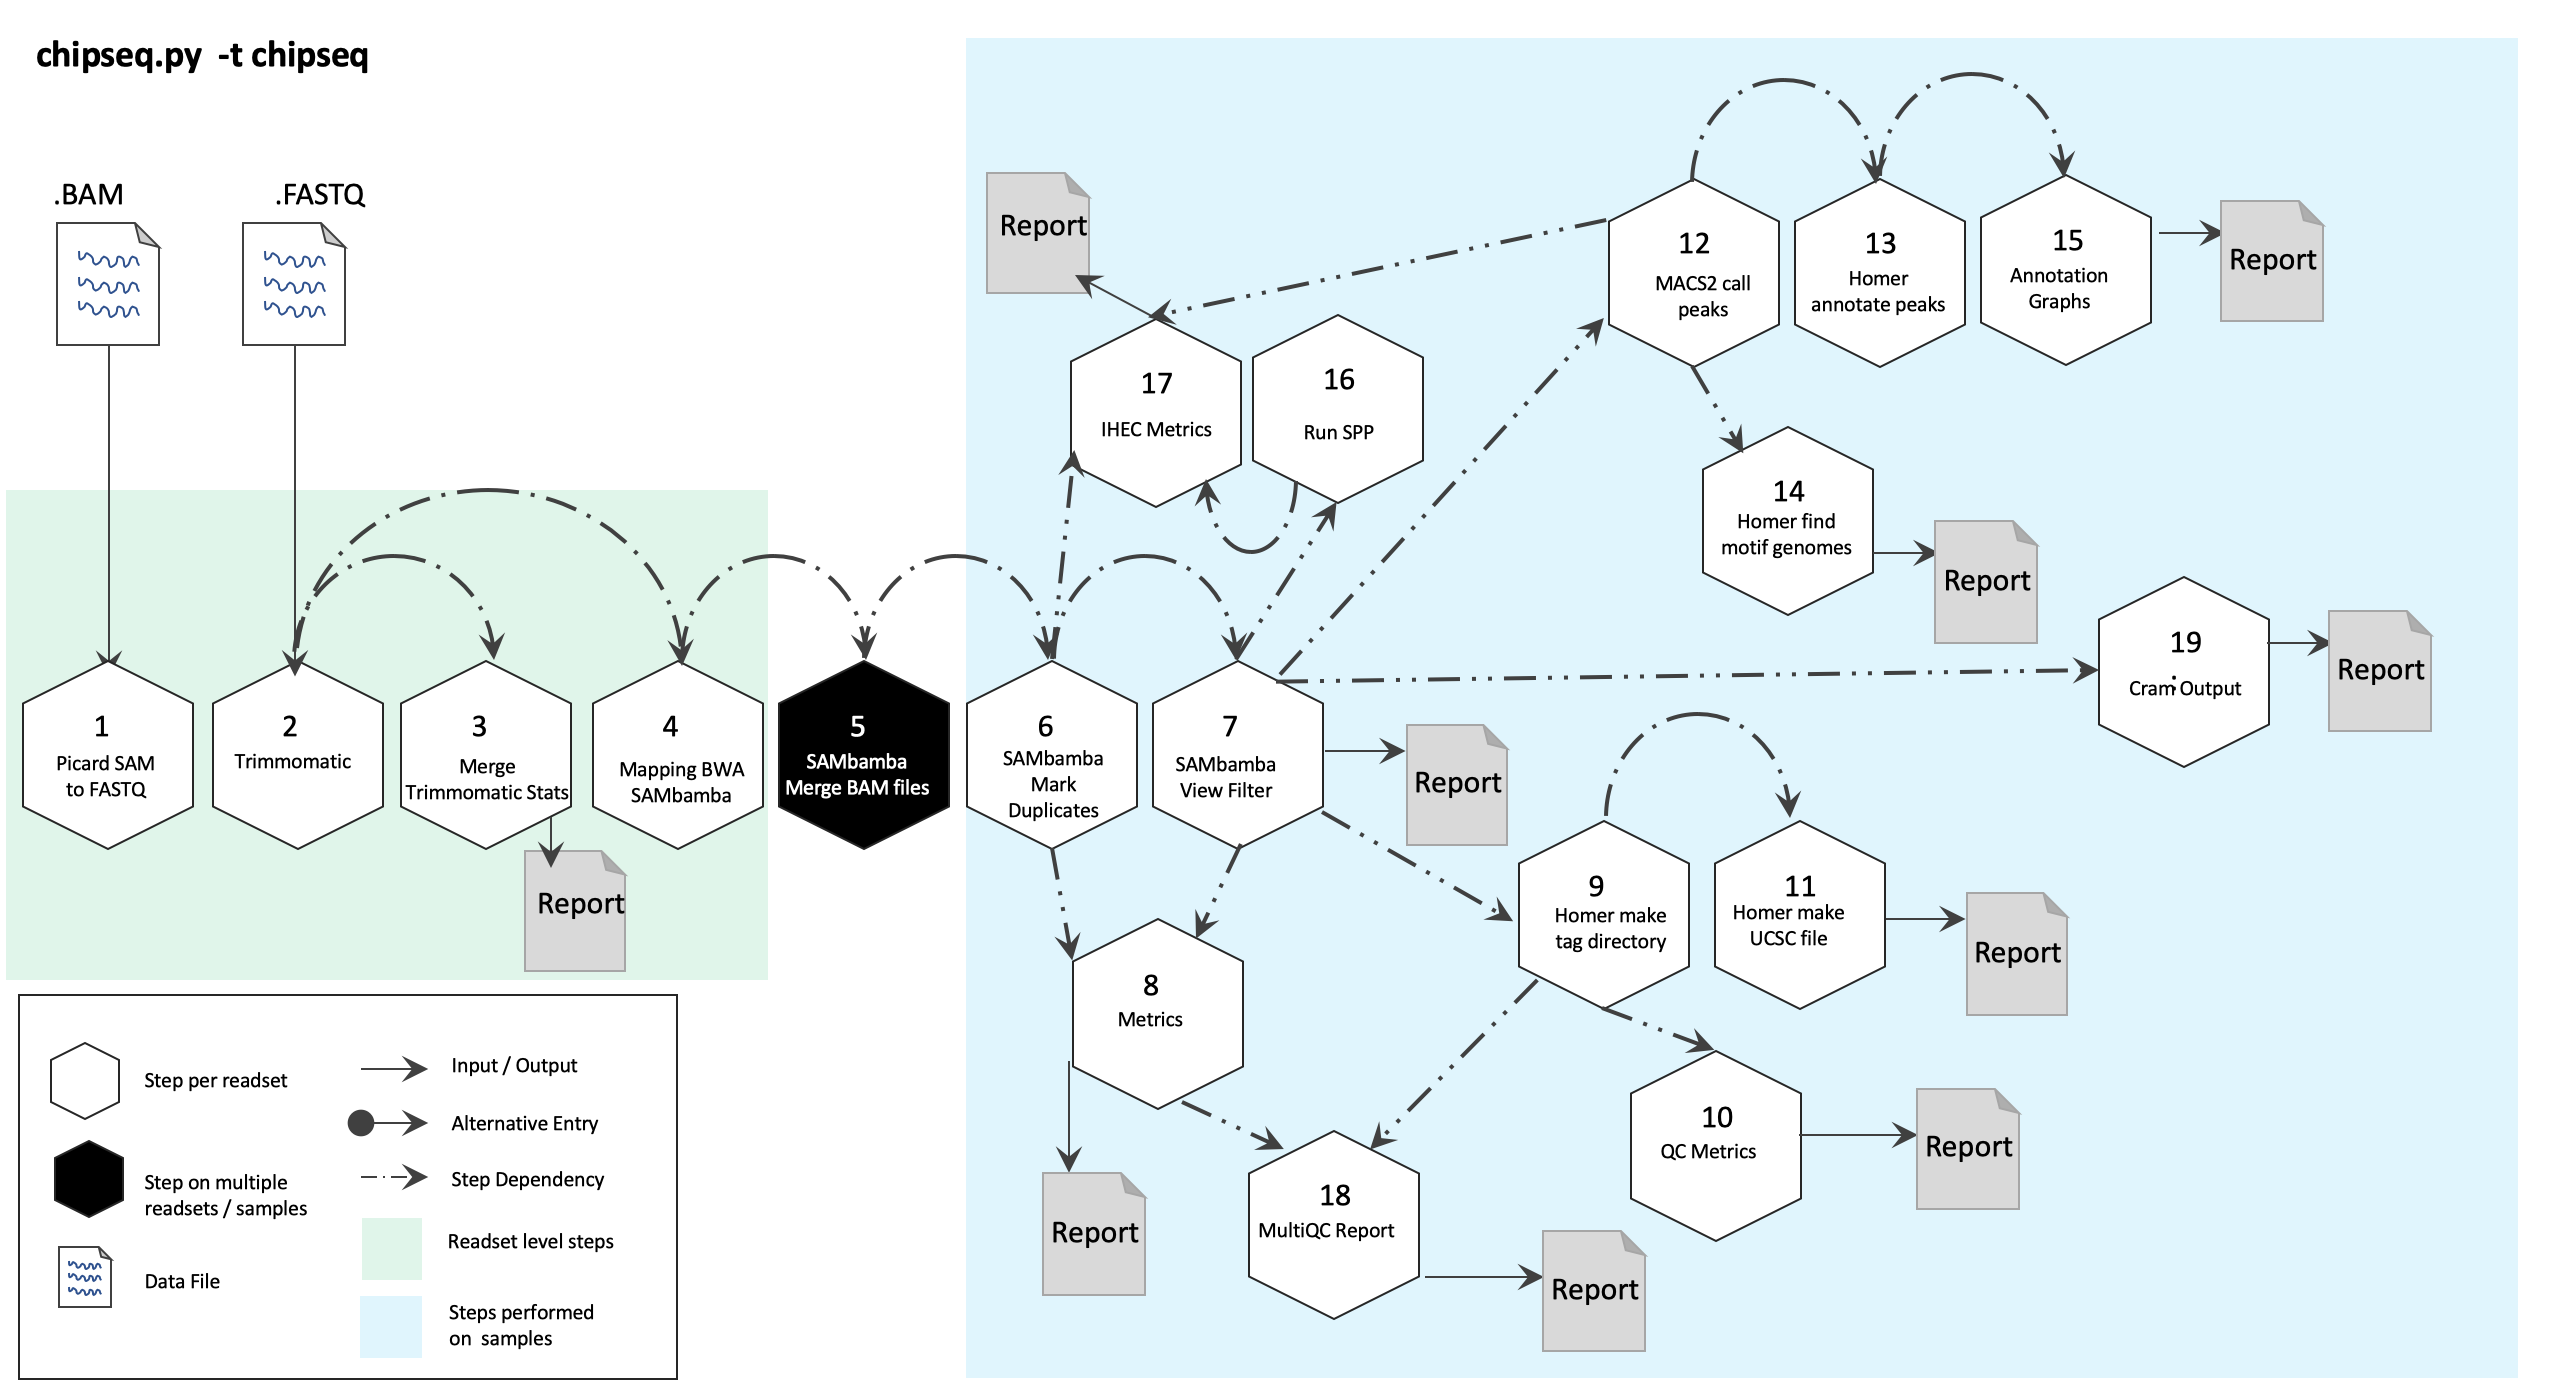 chipseq.py -t chipseq
.BAM
.FASTQ
1
Picard SAM
to FASTQ
2
Trimmomatic
3
Merge
Trimmomatic Stats
Report
4
Mapping BWA
SAMbamba
5
SAMbamba
Merge BAM files
6
SAMbamba
Mark
Duplicates
7
SAMbamba
View Filter
Report
8
Metrics
Report
9
Homer make
tag directory
10
QC Metrics
Report
11
Homer make
UCSC file
Report
12
MACS2 call
peaks
13
Homer
annotate peaks
14
Homer find
motif genomes
Report
15
Annotation
Graphs
Report
16
Run SPP
17
IHEC Metrics
Report
18
MultiQC Report
Report
19
:
Cram Output
Report
Step per readset
Step on multiple
readsets / samples
Data File
Input / Output
Alternative Entry
Step Dependency
Readset level steps
Steps performed
on samples